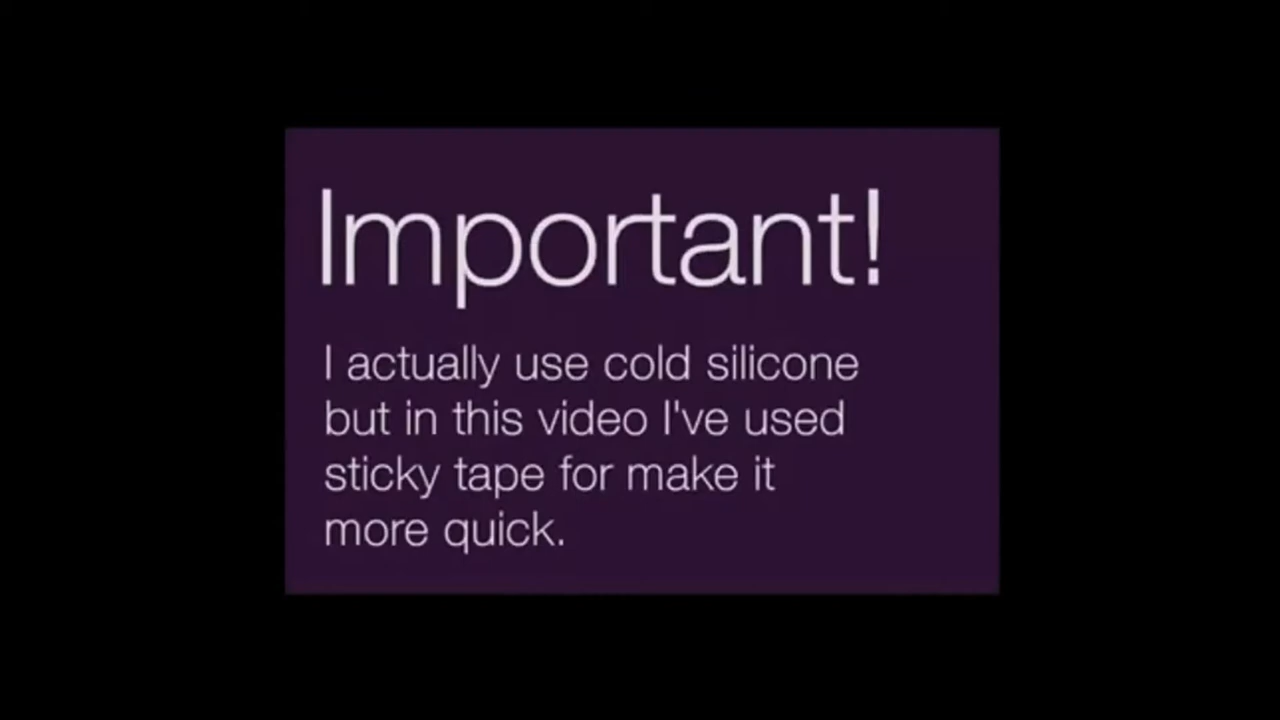 Important!
I actually use cold silicone
but in this video I've used
sticky tape for make it
more quick.